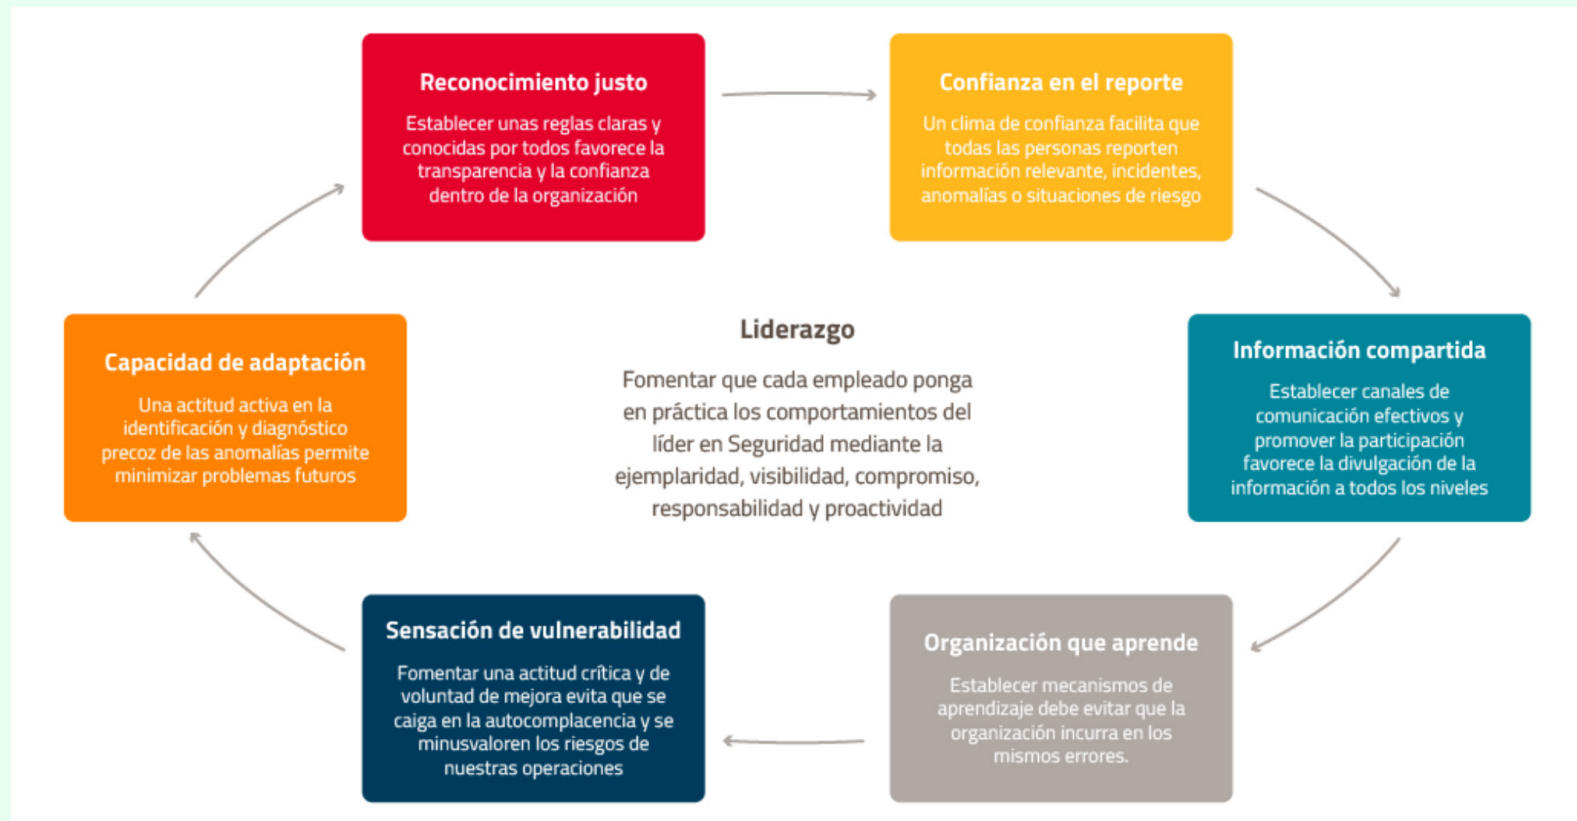 Reconocimiento justo
Establecer unas reglas claras y
conocidas por todos favorece la
transparencia y la confianza
dentro de la organización
Confianza en el reporte
Un clima de confianza facilita que
todas las personas reporten
información relevante, incidentes,
anomalías o situaciones de riesgo
Información compartida
Establecer canales de
comunicación efectivos y
promover la participación
favorece la divulgación de la
información a todos los niveles
Organización que aprende
Establecer mecanismos de
aprendizaje debe evitar que la
organización incurra en los
mismos errores.
Sensación de vulnerabilidad
Fomentar una actitud crítica y de
voluntad de mejora evita que se
caiga en la autocomplacencia y se
minusvaloren los riesgos de
nuestras operaciones
Capacidad de adaptación
Una actitud activa en la
identificación y diagnóstico
precoz de las anomalías permite
minimizar problemas futuros
Liderazgo
Fomentar que cada empleado ponga
en práctica los comportamientos del
líder en Seguridad mediante la
ejemplaridad, visibilidad, compromiso,
responsabilidad y proactividad